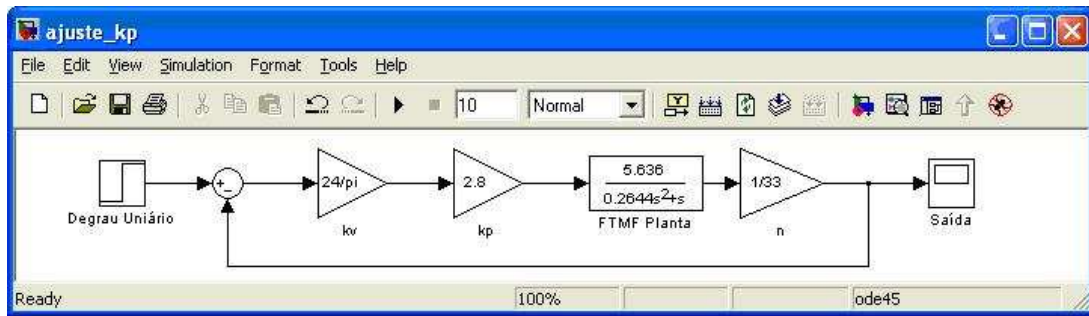 ajuste_kp
File Edit View Simulation Format Tools Help
10 Normal
24/pi
2.8
5.636
0.2644s2+s
1/33
Degrau Uniário
kv
kp
FTMF Planta
n
Saída
Ready 100% ode45